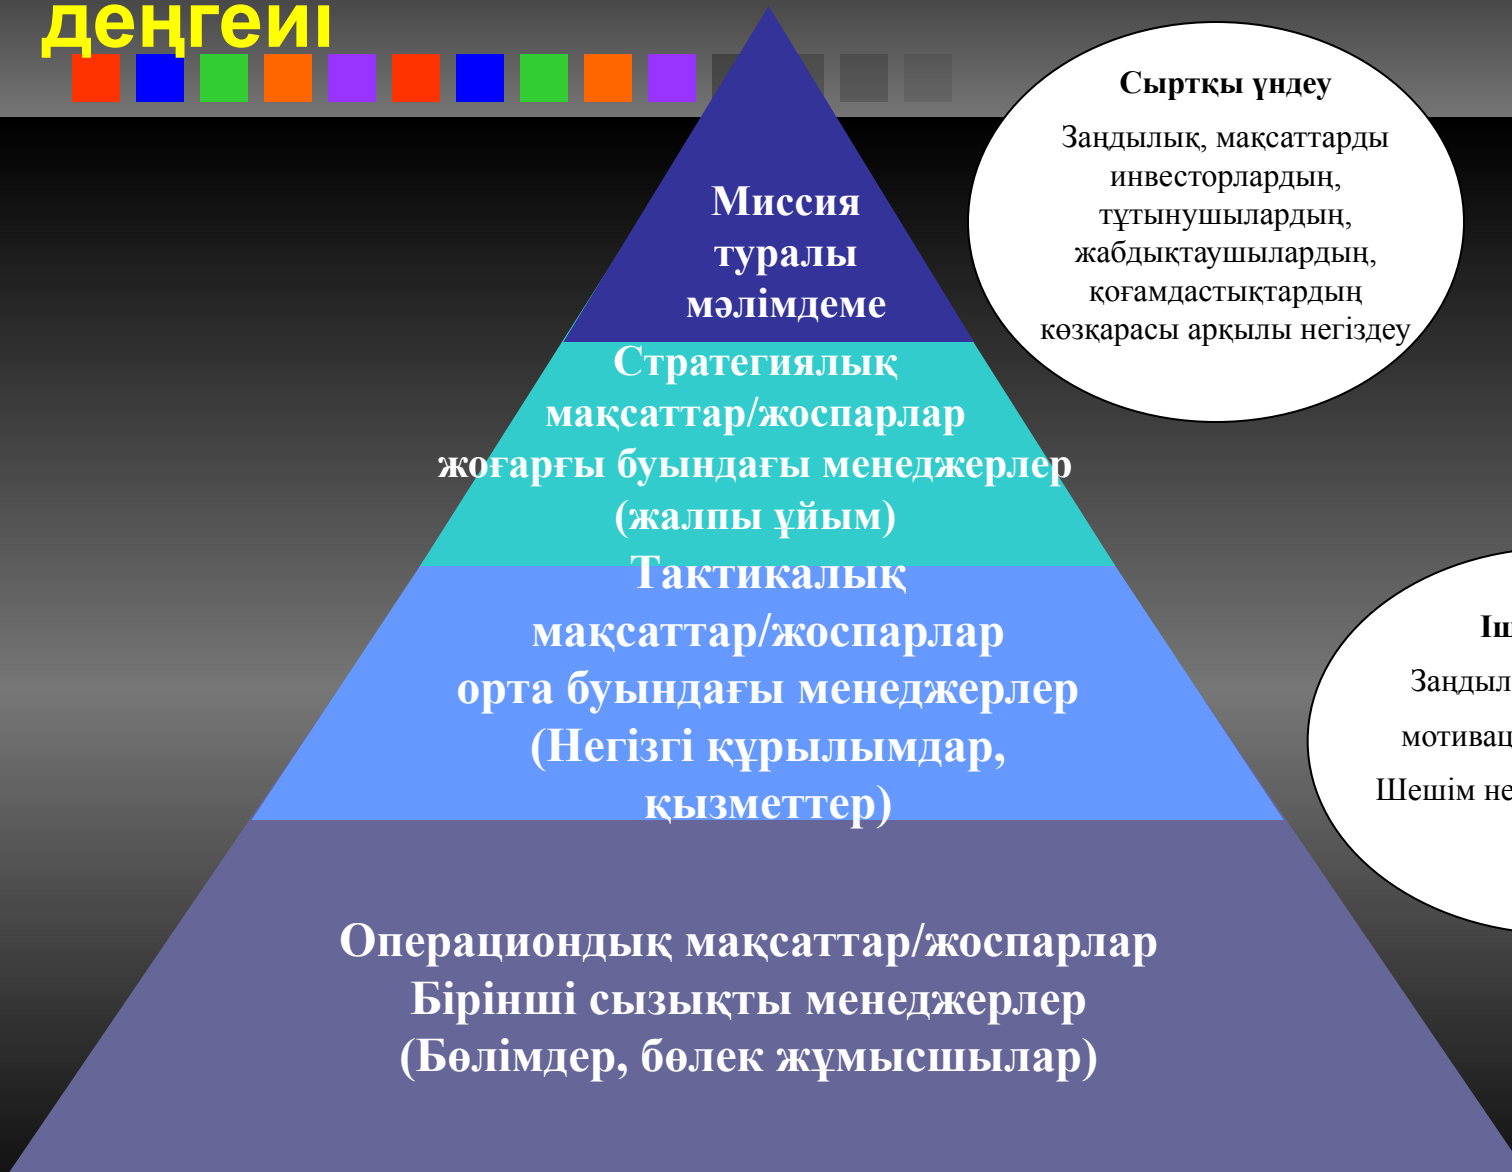 деңгейі
Сыртқы үндеу
Заңдылық, мақсаттарды
инвесторлардың,
тұтынушылардың,
жабдықтаушылардың,
қоғамдастықтардың
көзқарасы арқылы негіздеу
Миссия
туралы
мәлімдеме
Стратегиялық
мақсаттар/жоспарлар
жоғарғы буындағы менеджерлер
(жалпы ұйым)
Тактикалық
мақсаттар/жоспарлар
орта буындағы менеджерлер
(Негізгі құрылымдар,
қызметтер)
Операциондық мақсаттар/жоспарлар
Бірінші сызықты менеджерлер
(Бөлімдер, бөлек жұмысшылар)
Шешім